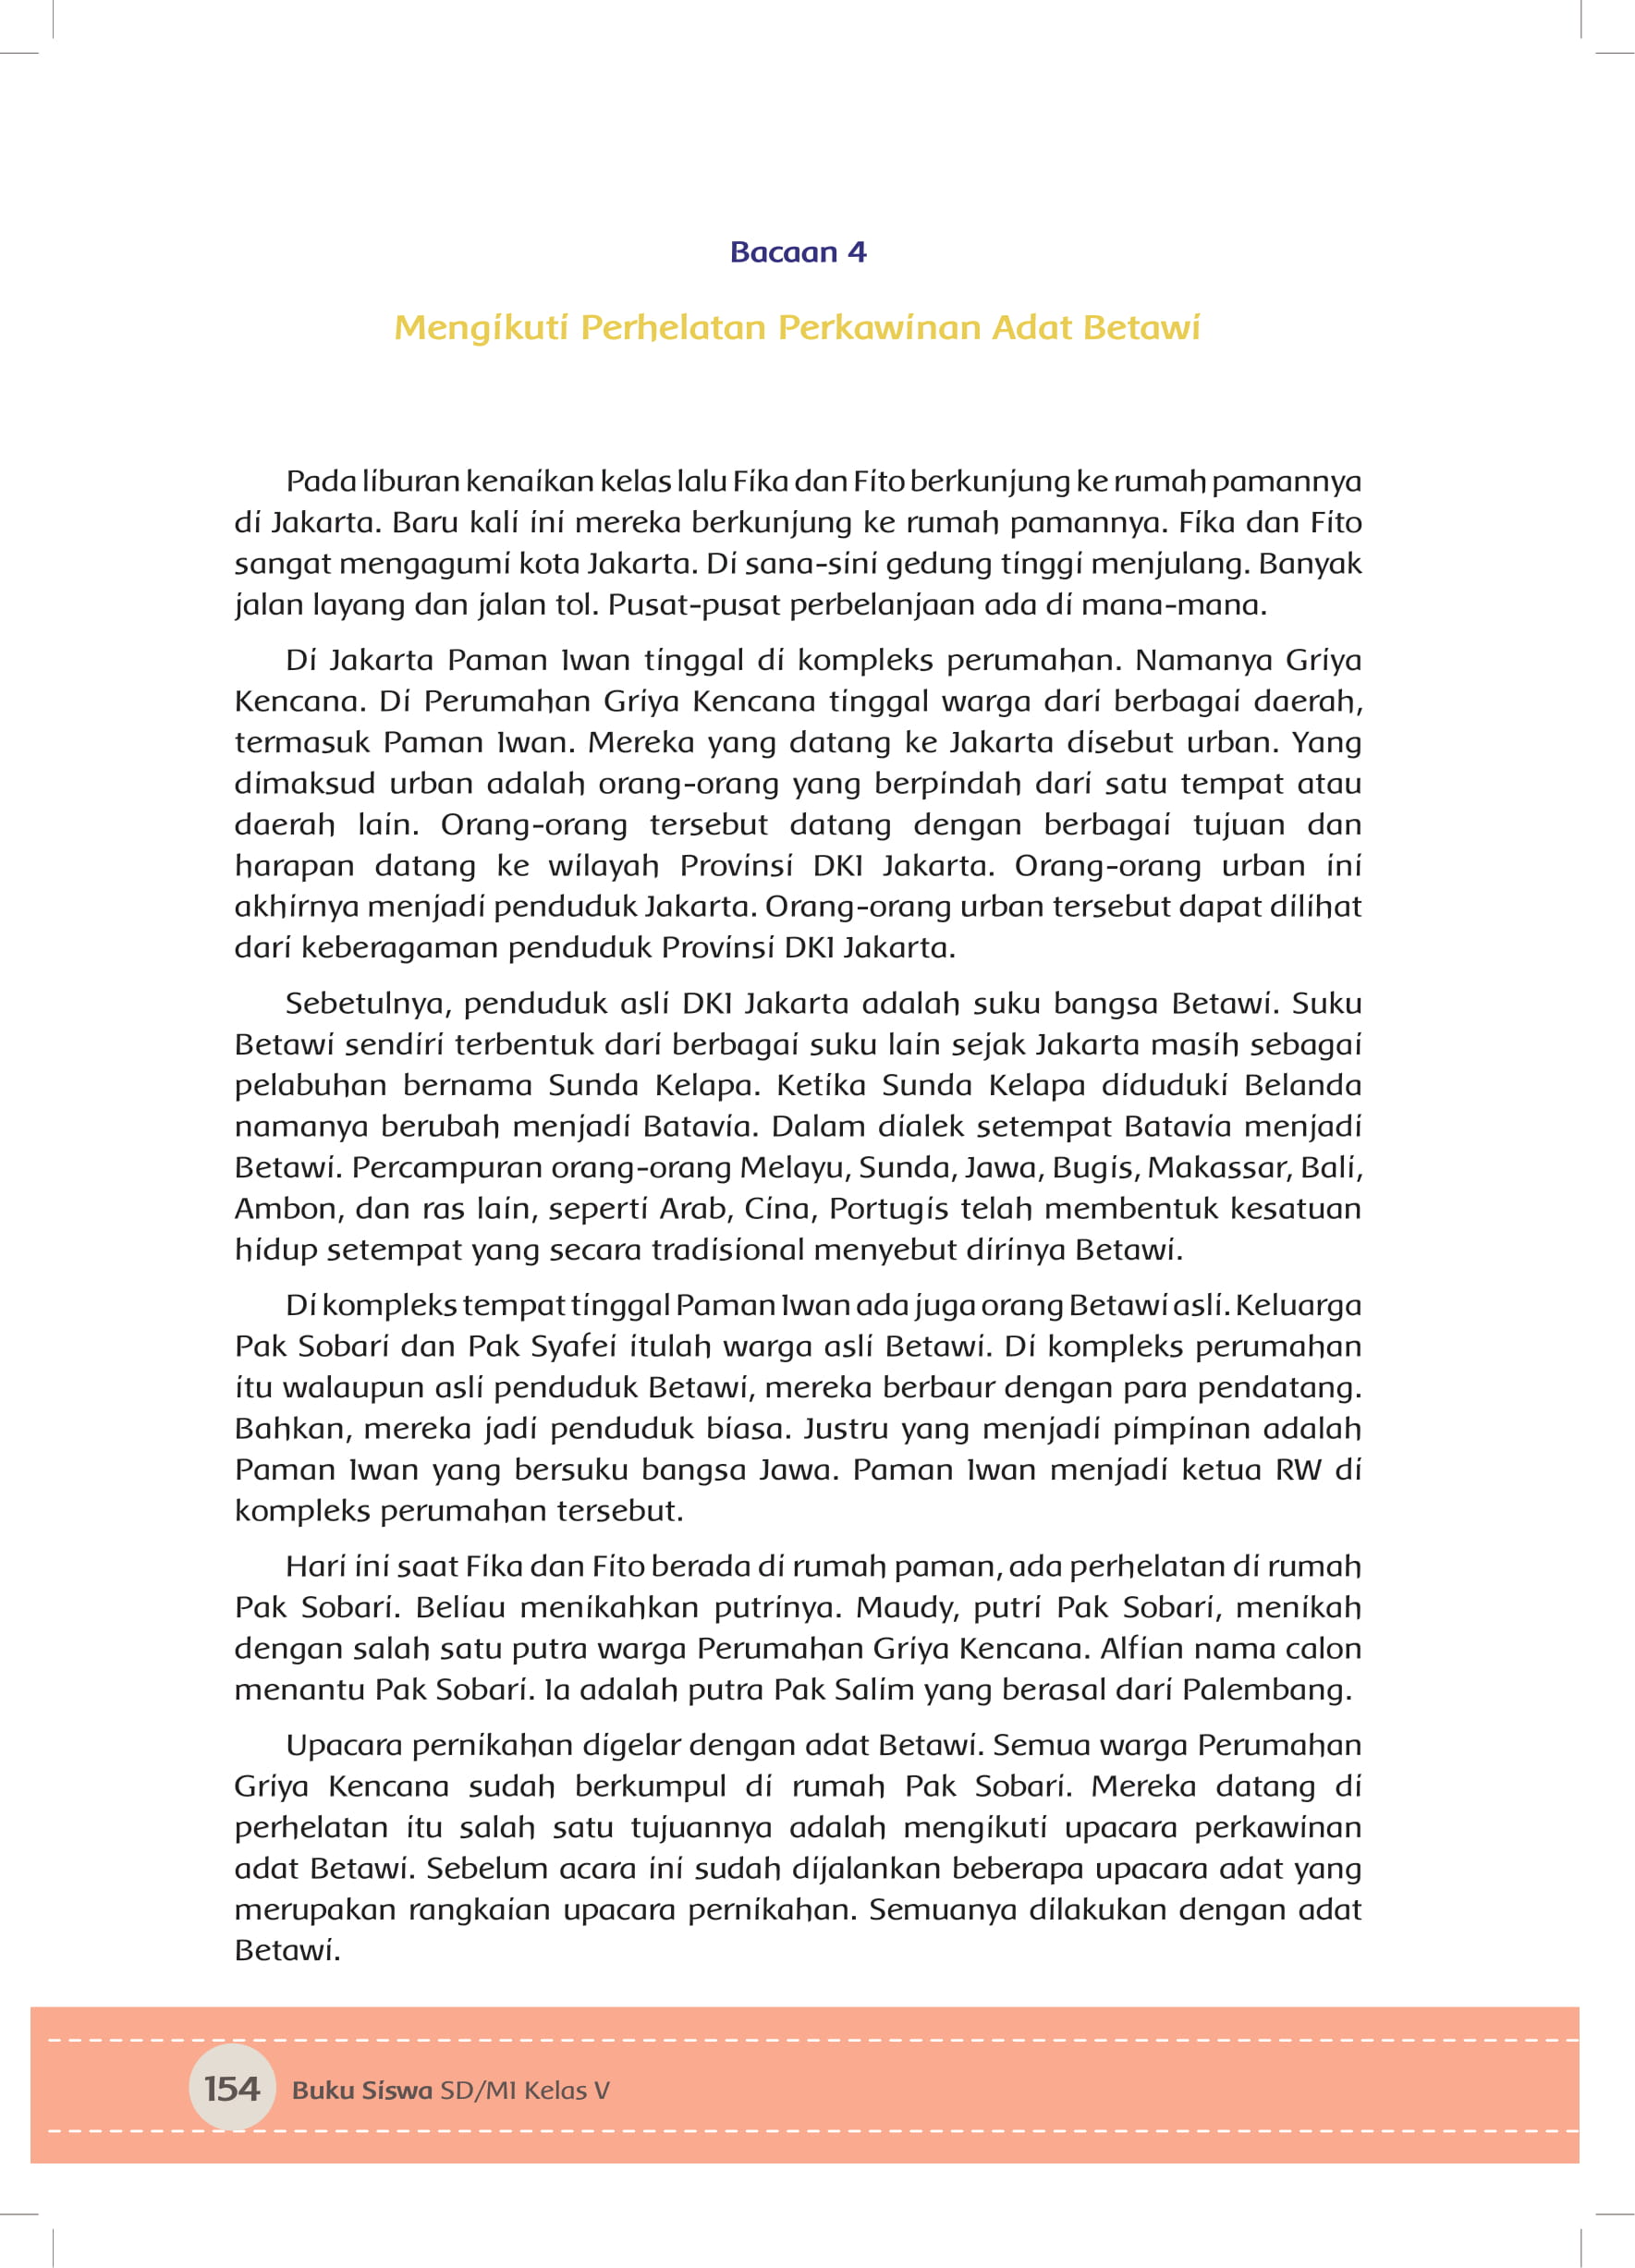 Bacaan 4
Mengikuti Perhelatan Perkawinan Adat Betawi
Pada liburan kenaikan kelas lalu Fika dan Fito berkunjung ke rumah pamannya
di Jakarta. Baru kali ini mereka berkunjung ke rumah pamannya. Fika dan Fito
sangat mengagumi kota Jakarta. Di sana-sini gedung tinggi menjulang. Banyak
jalan layang dan jalan tol. Pusat-pusat perbelanjaan ada di mana-mana.
Di Jakarta Paman Iwan tinggal di kompleks perumahan. Namanya Griya
Kencana. Di Perumahan Griya Kencana tinggal warga dari berbagai daerah,
termasuk Paman Iwan. Mereka yang datang ke Jakarta disebut urban. Yang
dimaksud urban adalah orang-orang yang berpindah dari satu tempat atau
daerah lain. Orang-orang tersebut datang dengan berbagai tujuan dan
harapan datang ke wilayah Provinsi DKI Jakarta. Orang-orang urban ini
akhirnya menjadi penduduk Jakarta. Orang-orang urban tersebut dapat dilihat
dari keberagaman penduduk Provinsi DKI Jakarta.
Sebetulnya, penduduk asli DKI Jakarta adalah suku bangsa Betawi. Suku
Betawi sendiri terbentuk dari berbagai suku lain sejak Jakarta masih sebagai
pelabuhan bernama Sunda Kelapa. Ketika Sunda Kelapa diduduki Belanda
namanya berubah menjadi Batavia. Dalam dialek setempat Batavia menjadi
Betawi. Percampuran orang-orang Melayu, Sunda, Jawa, Bugis, Makassar, Bali,
Ambon, dan ras lain, seperti Arab, Cina, Portugis telah membentuk kesatuan
hidup setempat yang secara tradisional menyebut dirinya Betawi.
Di kompleks tempat tinggal Paman Iwan ada juga orang Betawi asli. Keluarga
Pak Sobari dan Pak Syafei itulah warga asli Betawi. Di kompleks perumahan
itu walaupun asli penduduk Betawi, mereka berbaur dengan para pendatang.
Bahkan, mereka jadi penduduk biasa. Justru yang menjadi pimpinan adalah
Paman Iwan yang bersuku bangsa Jawa. Paman Iwan menjadi ketua RW di
kompleks perumahan tersebut.
Hari ini saat Fika dan Fito berada di rumah paman, ada perhelatan di rumah
Pak Sobari. Beliau menikahkan putrinya. Maudy, putri Pak Sobari, menikah
dengan salah satu putra warga Perumahan Griya Kencana. Alfian nama calon
menantu Pak Sobari. Ia adalah putra Pak Salim yang berasal dari Palembang.
Upacara pernikahan digelar dengan adat Betawi. Semua warga Perumahan
Griya Kencana sudah berkumpul di rumah Pak Sobari. Mereka datang di
perhelatan itu salah satu tujuannya adalah mengikuti upacara perkawinan
adat Betawi. Sebelum acara ini sudah dijalankan beberapa upacara adat yang
merupakan rangkaian upacara pernikahan. Semuanya dilakukan dengan adat
Betawi.
154 Buku Siswa SD/MI Kelas V